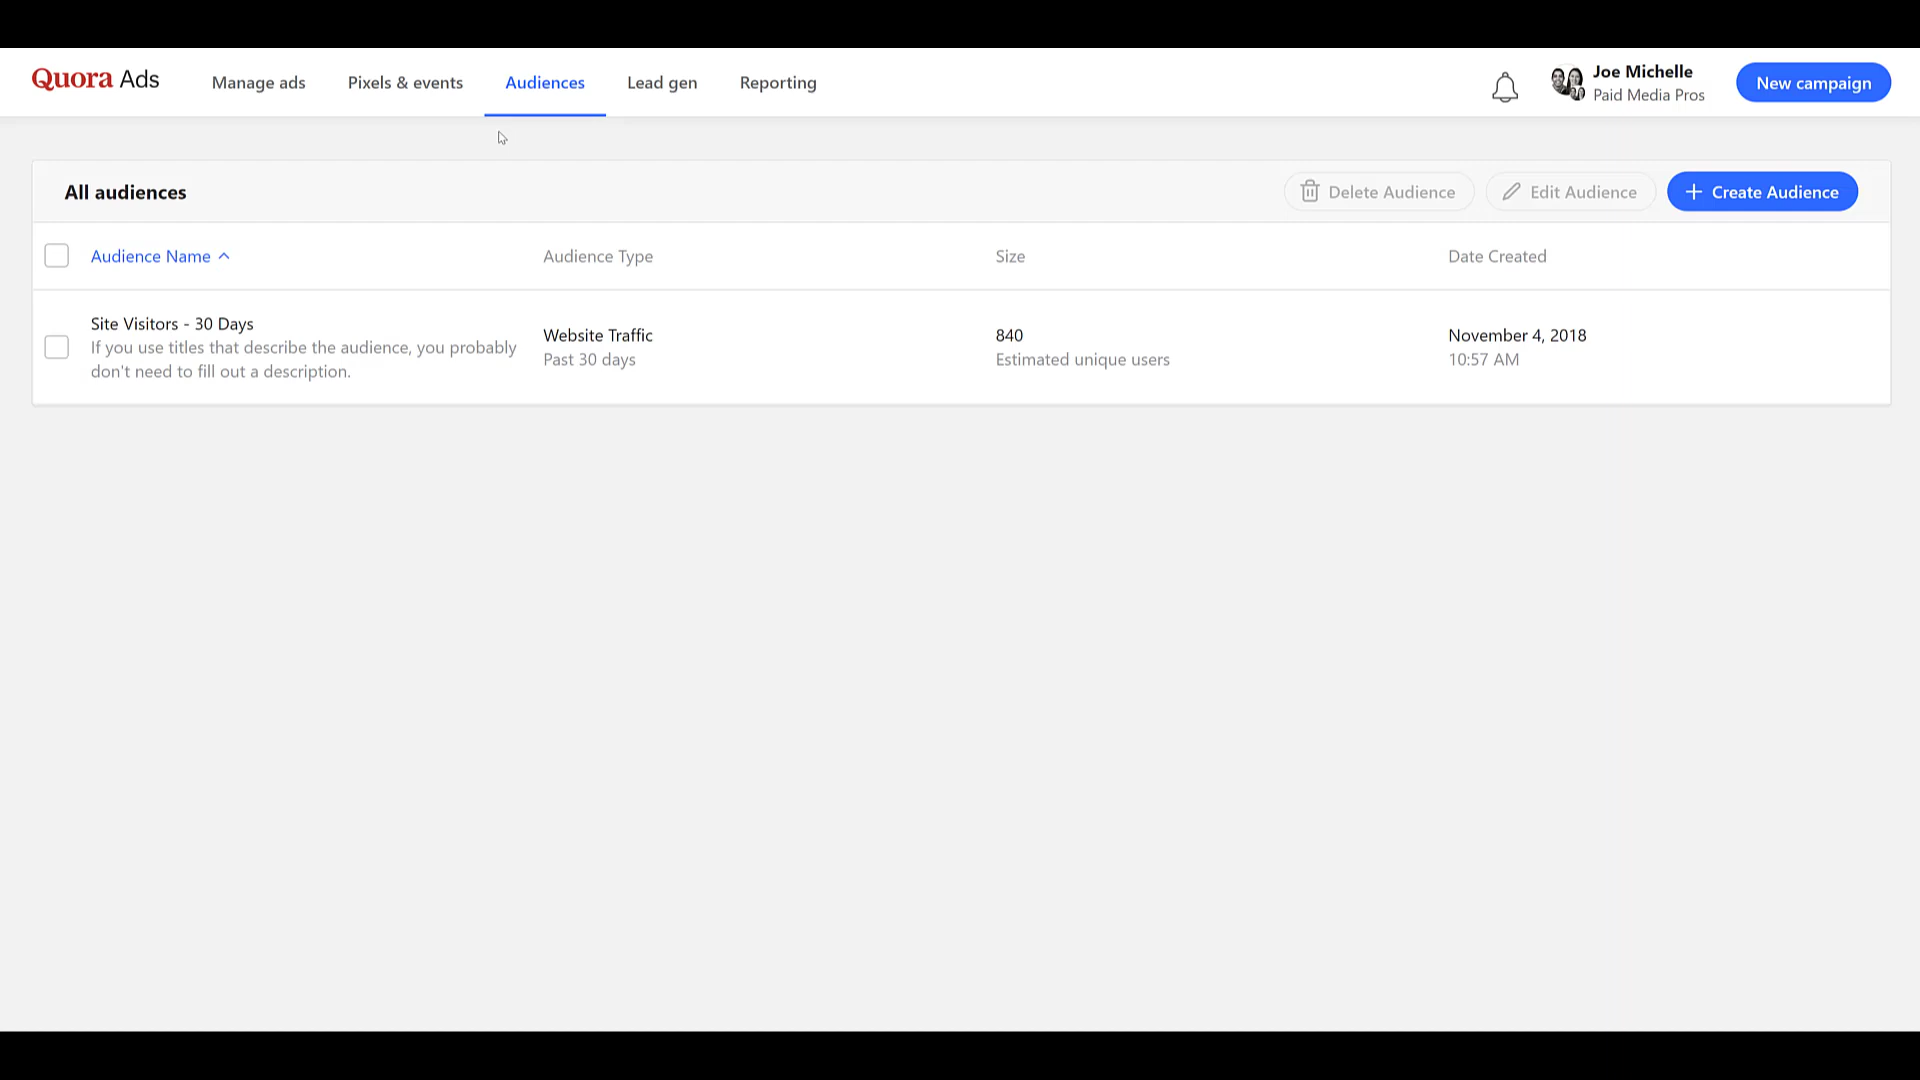 Quora Ads
Manage ads
Pixels & events
Audiences
Lead gen
Reporting
Joe Michelle
Paid Media Pros
New campaign
All audiences
Delete Audience
Edit Audience
Create Audience
Audience Name
Audience Type
Size
Date Created
Site Visitors - 30 Days
If you use titles that describe the audience, you probably
don't need to fill out a description.
Website Traffic
Past 30 days
840
Estimated unique users
November 4, 2018
10:57 AM